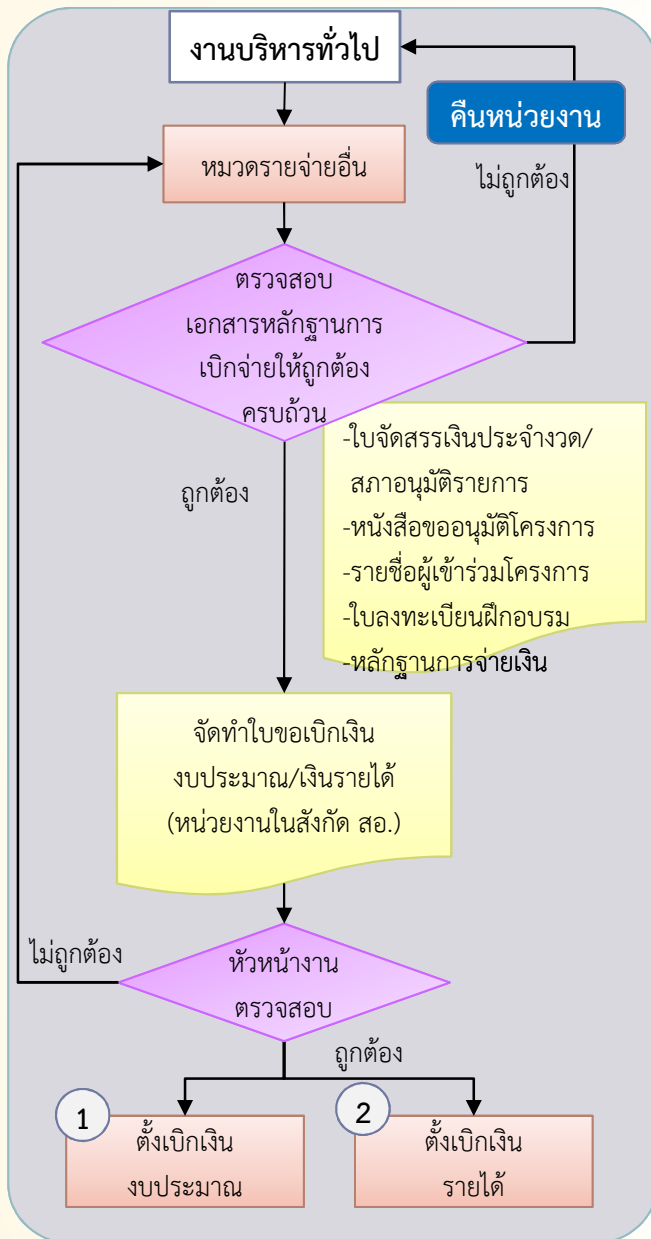 งานบริหารทั่วไป
คืนหน่วยงาน
หมวดรายจ่ายอื่น
ไม่ถูกต้อง
ตรวจสอบ
เอกสารหลักฐานการ
เบิกจ่ายให้ถูกต้อง
ครบถ้วน
-ใบจัดสรรเงินประจำงวด/
สภาอนุมัติรายการ
-หนังสือขออนุมัติโครงการ
-รายชื่อผู้เข้าร่วมโครงการ
-ใบลงทะเบียนฝึกอบรม
-หลักฐานการจ่ายเงิน
ถูกต้อง
จัดทำใบขอเบิกเงิน
งบประมาณ/เงินรายได้
(หน่วยงานในสังกัด สอ.)
ไม่ถูกต้อง
หัวหน้างาน
ตรวจสอบ
ถูกต้อง
1
ตั้งเบิกเงิน
งบประมาณ
2
ตั้งเบิกเงิน
รายได้